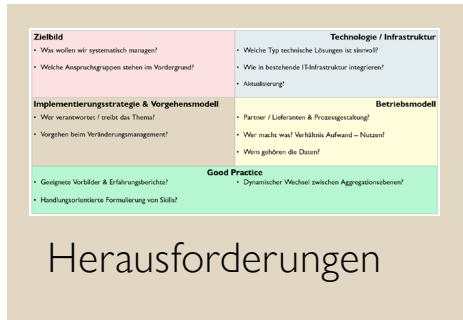 Zielbild
• Was wollen wir systematisch managen?
• Welche Anspruchsgruppen stehen im Vordergrund?
Technologie / Infrastruktur
• Welche Typ technische Lösungen ist sinnvoll?
• Wie in bestehende IT-Infrastruktur integrieren?
• Aktualisierung?
Implementierungsstrategie & Vorgehensmodell
• Wer verantwortet / treibt das Thema?
• Vorgehen beim Veränderungsmanagement?
Betriebsmodell
• Partner / Lieferanten & Prozessgestaltung?
• Wer macht was? Verhältnis Aufwand – Nutzen?
• Wem gehören die Daten?
Good Practice
• Geeignete Vorbilder & Erfahrungsberichte?
• Handlungsorientierte Formulierung von Skills?
• Dynamischer Wechsel zwischen Aggregationsebenen?
Herausforderungen